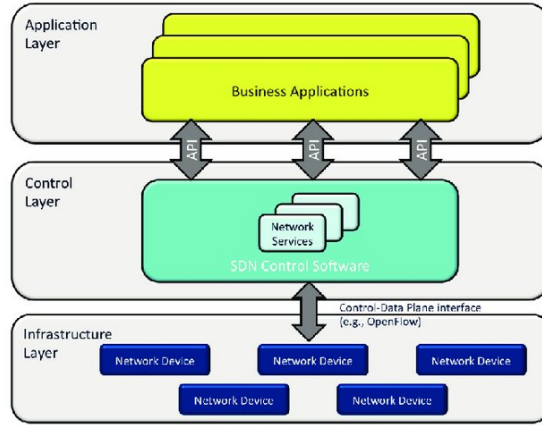 Application
Layer
Business Applications
API
API
API
Control
Layer
Network
Services
SDN Control Software
Control-Data Plane interface
(e.g., OpenFlow)
Infrastructure
Layer
Network Device
Network Device
Network Device
Network Device
Network Device